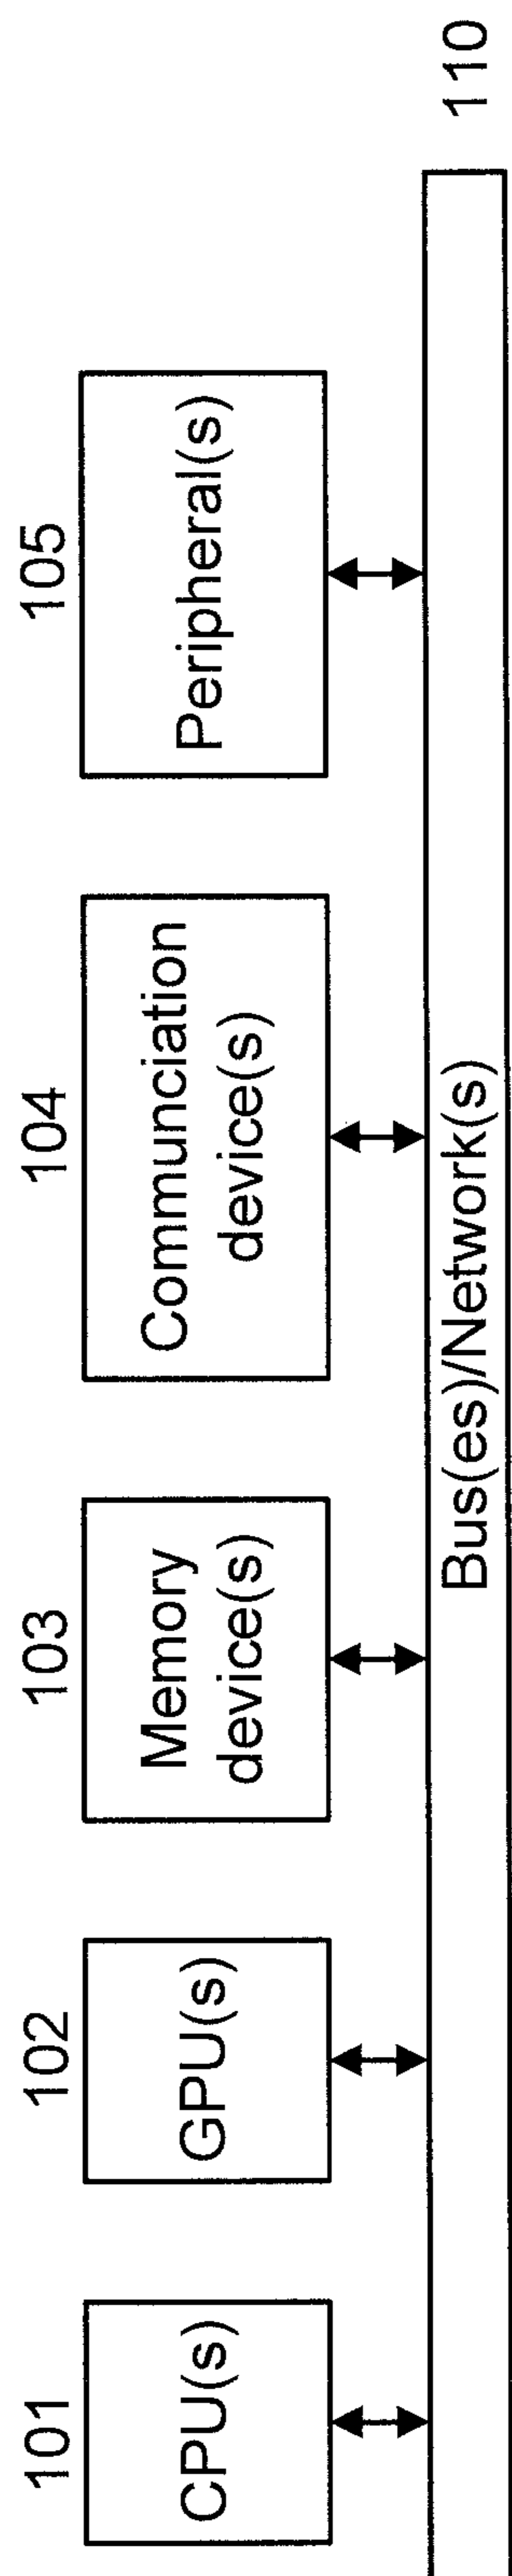 101
102
103
104
105
CPU(s)
GPU(s)
Memory
device(s)
Communciation
device(s)
Peripheral(s)
Bus(es)/Network(s)
110